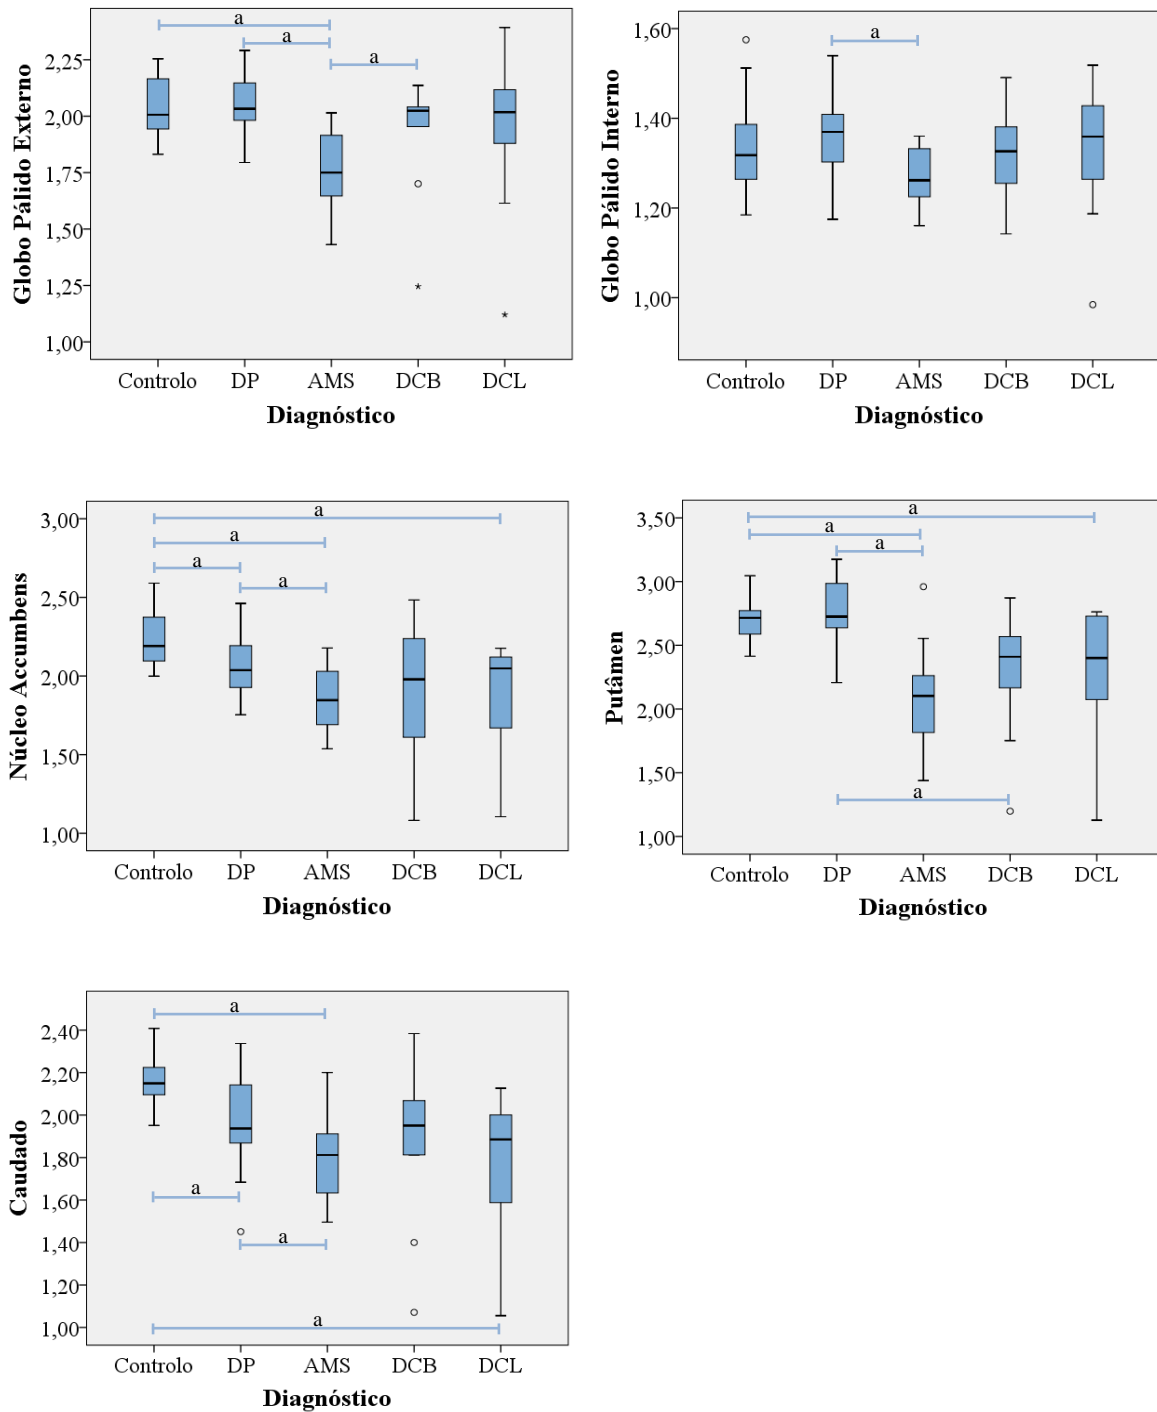 Globo Pálido Externo
2,25
2,00
1,75
1,50
1,25
1,00
a
a
a
Controlo DP AMS DCB DCL
Diagnóstico
Globo Pálido Interno
1,60
1,40
1,20
1,00
a
Controlo DP AMS DCB DCL
Diagnóstico
Núcleo Accumbens
3,00
2,50
2,00
1,50
1,00
a
a
a
a
Controlo DP AMS DCB DCL
Diagnóstico
Putâmen
3,50
3,00
2,50
2,00
1,50
1,00
a
a
a
a
Controlo DP AMS DCB DCL
Diagnóstico
Caudado
2,40
2,20
2,00
1,80
1,60
1,40
1,20
1,00
a
a
a
a
Controlo DP AMS DCB DCL
Diagnóstico